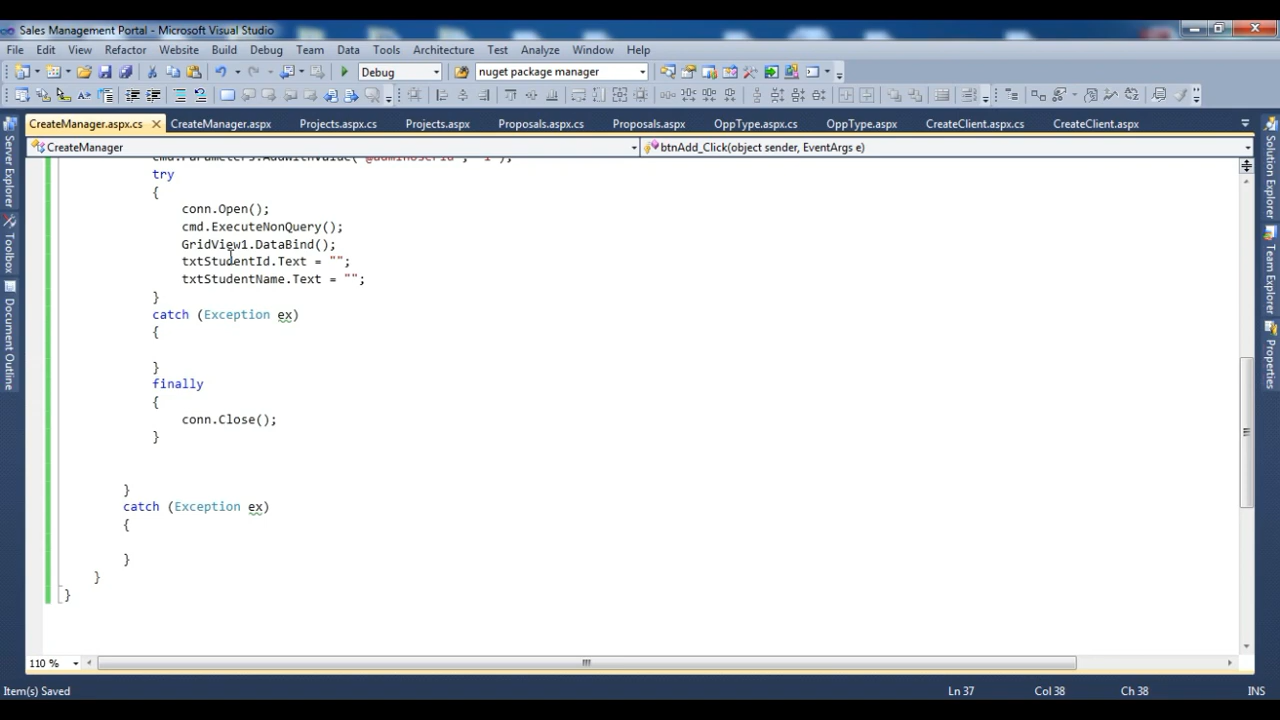 Sales Management Portal - Microsoft Visual Studio
File Edit View Refactor Website Build Debug Team Data Tools Architecture Test Analyze Window Help
Debug nuget package manager
CreateManager.aspx.cs CreateManager.aspx Projects.aspx.cs Projects.aspx Proposals.aspx.cs Proposals.aspx OppType.aspx.cs OppType.aspx CreateClient.aspx.cs CreateClient.aspx
CreateManager btnAdd_Click(object sender, EventArgs e)
try
{
conn.Open();
cmd.ExecuteNonQuery();
GridView1.DataBind();
txtStudentId.Text = "";
txtStudentName.Text = "";
}
catch (Exception ex)
{
}
finally
{
conn.Close();
}
}
catch (Exception ex)
{
}
}
}
110 %
Item(s) Saved Ln 37 Col 38 Ch 38 INS
Server Explorer
Toolbox
Document Outline
Solution Explorer
Team Explorer
Properties